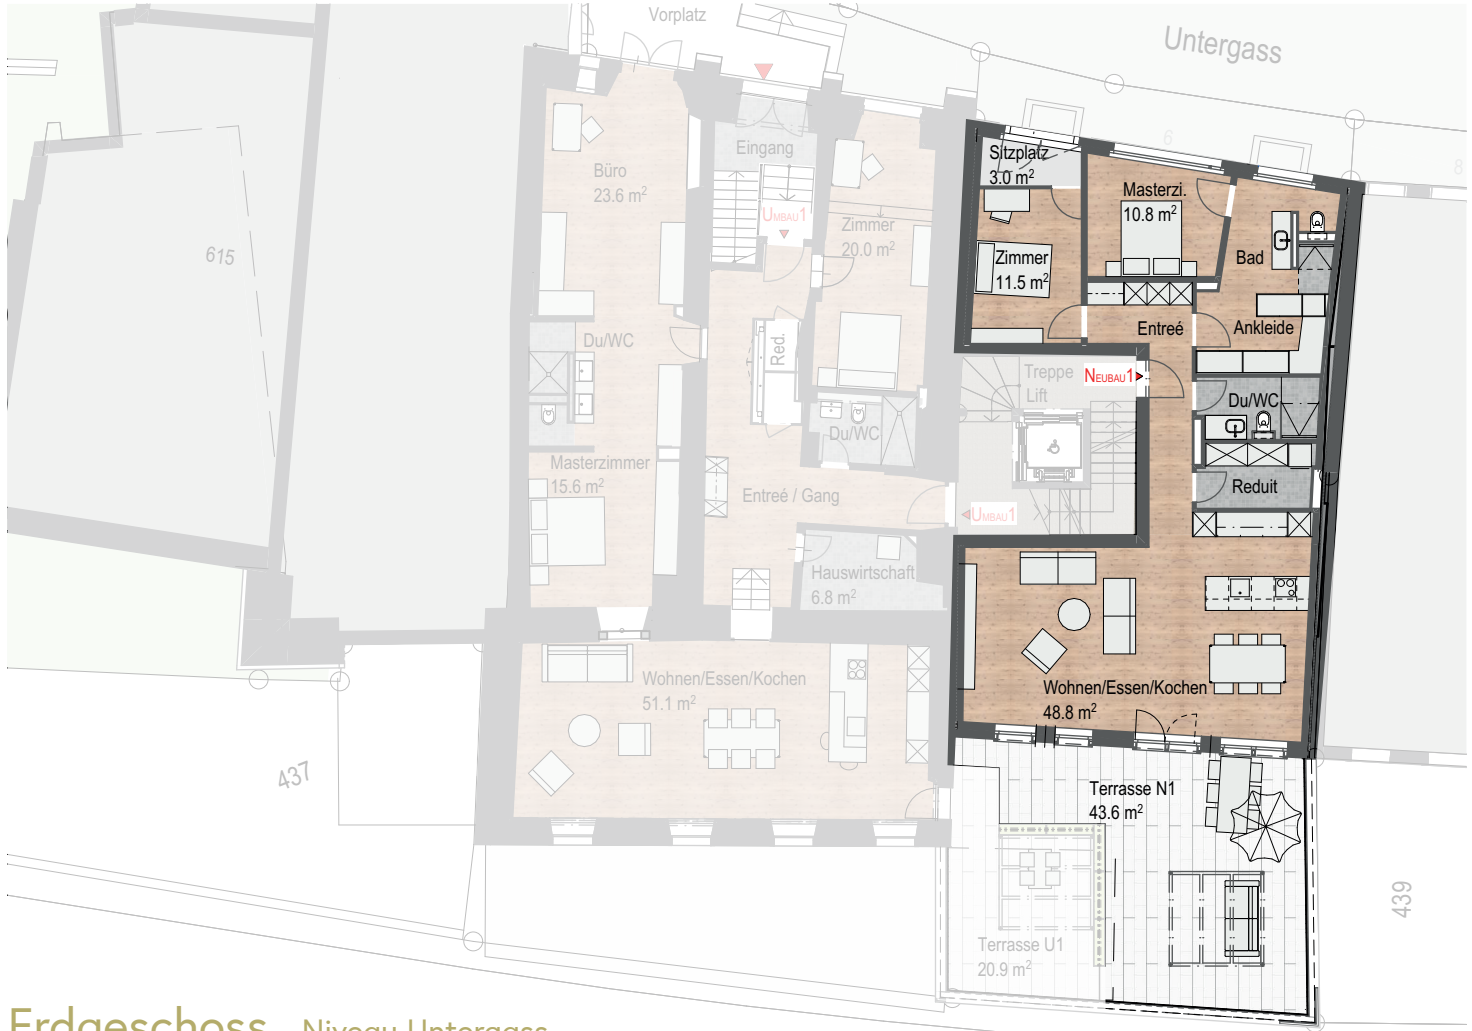 Vorplatz
Untergass
6
8
Sitzplatz
3.0 m²
Masterzi.
10.8 m²
Zimmer
11.5 m²
Bad
Entreé
Ankleide
Eingang
Büro
23.6 m²
UMBAU1
Zimmer
20.0 m²
615
Du/WC
Red.
Treppe
Lift
NEUBAU1
Du/WC
Du/WC
Masterzimmer
15.6 m²
Entreé / Gang
UMBAU1
Reduit
Hauswirtschaft
6.8 m²
Wohnen/Essen/Kochen
51.1 m²
Wohnen/Essen/Kochen
48.8 m²
437
Terrasse N1
43.6 m²
439
Terrasse U1
20.9 m²
Erdgeschoss Niveau Untergass